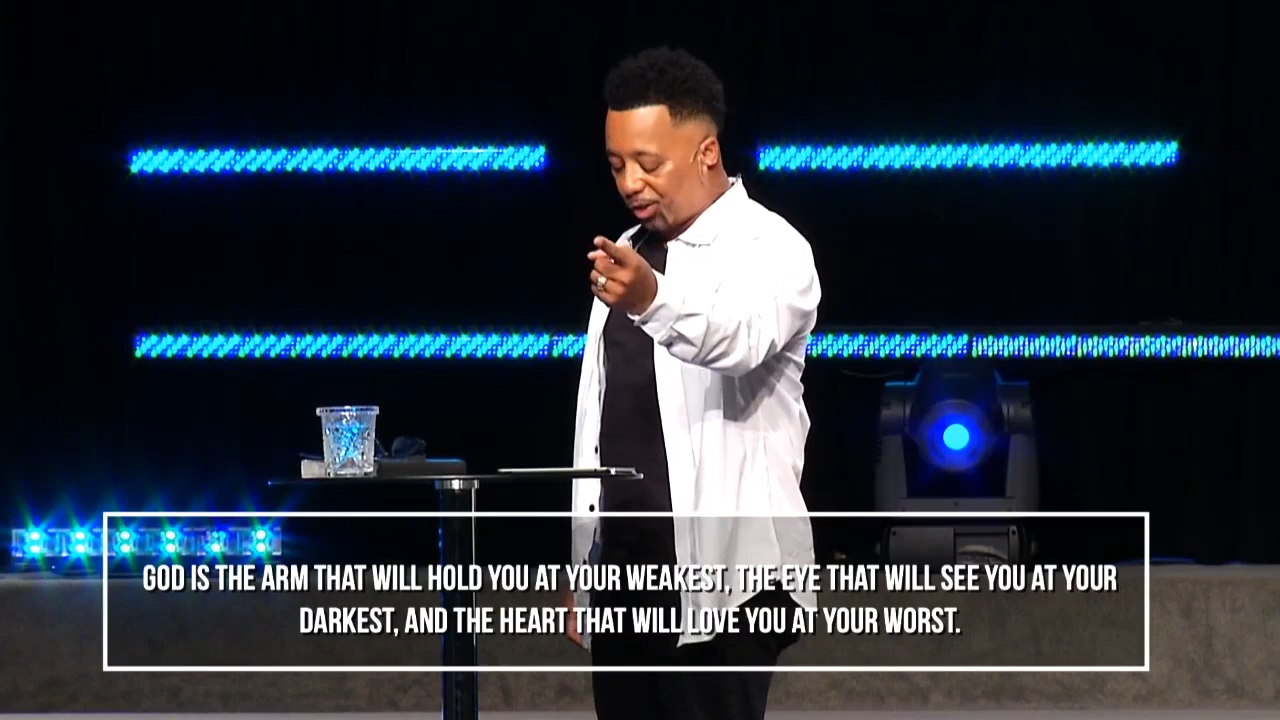 GOD IS THE ARM THAT WILL HOLD YOU AT YOUR WEAKEST, THE EYE THAT WILL SEE YOU AT YOUR
DARKEST, AND THE HEART THAT WILL LOVE YOU AT YOUR WORST.